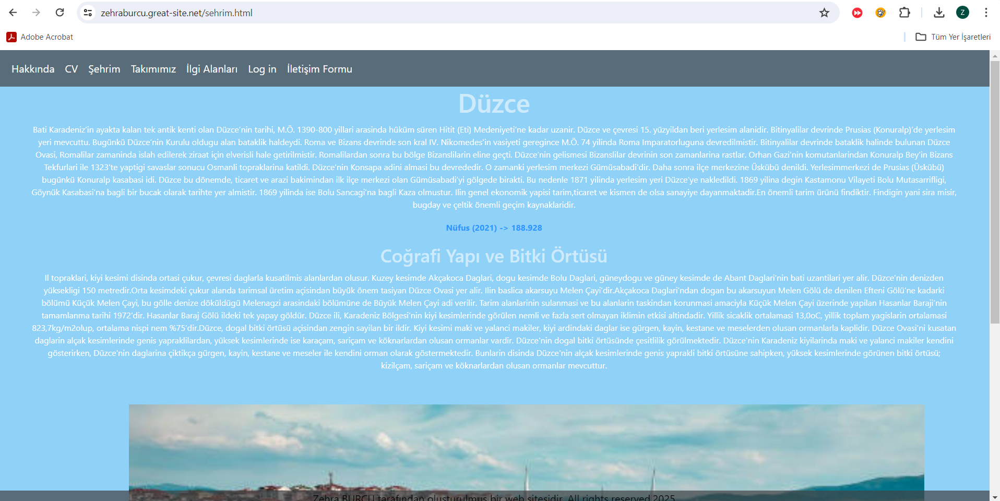 zehraburcu.great-site.net/sehrim.html
Z
Adobe Acrobat
Tüm Yer İşaretleri
Hakkında CV Şehrim Takımımız İlgi Alanları Log in İletişim Formu
Düzce
Bati Karadeniz’in ayakta kalan tek antik kenti olan Düzce’nin tarihi, M.Ö. 1390-800 yillari arasinda hüküm süren Hitit (Eti) Medeniyeti’ne kadar uzanir. Düzce ve çevresi 15. yüzyildan beri yerlesim alanidir. Bitinyalilar devrinde Prusias (Konuralp)’de yerlesim
yeri mevcuttu. Bugünkü Düzce’nin Kurulu oldugu alan bataklik haldeydi. Roma ve Bizans devrinde son kral IV. Nikomedes'in vasiyeti geregince M.Ö. 74 yilinda Roma Imparatorluguna devredilmistir. Bitinyalilar devrinde bataklik halinde bulunan Düzce
Ovasi, Romalilar zamaninda islah edilerek ziraat için elverisli hale getirilmistir. Romalilardan sonra bu bölge Bizanslilarin eline geçti. Düzce’nin gelismesi Bizanslilar devrinin son zamanlarina rastlar. Orhan Gazi’nin komutanlarindan Konuralp Bey’in Bizans
Tekfurlari ile 1323’te yaptigi savaslar sonucu Osmanli topraklarina katildi. Düzce’nin Konsapa adini almasi bu devrededir. O zamanki yerlesim merkezi Gümüsabadi’dir. Daha sonra ilçe merkezine Üskübü denildi. Yerlesimmerkezi de Prusias (Üskübü)
bugünkü Konuralp kasabasi idi. Düzce bu dönemde, ticaret ve arazi bakimindan ilk ilçe merkezi olan Gümüsabadi’yi gölgede birakti. Bu nedenle 1871 yilinda yerlesim yeri Düzce’ye nakledildi. 1869 yilina degin Kastamonu Vilayeti Bolu Mutasarrifligi,
Göynük Kasabasi’na bagli bir bucak olarak tarihte yer almistir. 1869 yilinda ise Bolu Sancagi’na bagli Kaza olmustur. Ilin genel ekonomik yapisi tarim,ticaret ve kismen de olsa sanayiye dayanmaktadir.En önemli tarim ürünü findiktir. Findigin yani sira misir,
bugday ve çeltik önemli geçim kaynaklaridir.
Nüfus (2021) -> 188.928
Coğrafi Yapı ve Bitki Örtüsü
Il topraklari, kiyi kesimi disinda ortasi çukur, çevresi daglarla kusatilmis alanlardan olusur. Kuzey kesimde Akçakoca Daglari, dogu kesimde Bolu Daglari, güneydogu ve güney kesimde de Abant Daglari’nin bati uzantilari yer alir. Düzce'nin denizden
yüksekligi 150 metredir.Orta kesimdeki çukur alanda tarimsal üretim açisindan büyük önem tasiyan Düzce Ovasi yer alir. Ilin baslica akarsuyu Melen Çayi’dir.Akçakoca Daglari’ndan dogan bu akarsuyun Melen Gölü de denilen Efteni Gölü’ne kadarki
bölümü Küçük Melen Çayi, bu gölle denize döküldügü Melenagzi arasindaki bölümüne de Büyük Melen Çayi adi verilir. Tarim alanlarinin sulanmasi ve bu alanlarin taskindan korunmasi amaciyla Küçük Melen Çayi üzerinde yapilan Hasanlar Baraji’nin
tamamlanma tarihi 1972’dir. Hasanlar Baraj Gölü ildeki tek yapay göldür. Düzce ili, Karadeniz Bölgesi’nin kiyi kesimlerinde görülen nemli ve fazla sert olmayan iklimin etkisi altindadir. Yillik sicaklik ortalamasi 13,0oC, yillik toplam yagislarin ortalamasi
823,7kg/m2olup, ortalama nispi nem %75’dir.Düzce, dogal bitki örtüsü açisindan zengin sayilan bir ildir. Kiyi kesimi maki ve yalanci makiler, kiyi ardindaki daglar ise gürgen, kayin, kestane ve meselerden olusan ormanlarla kaplidir. Düzce Ovasi’ni kusatan
daglarin alçak kesimlerinde genis yapraklilardan, yüksek kesimlerinde ise karaçam, sariçam ve köknarlardan olusan ormanlar vardir. Düzce'nin dogal bitki örtüsünde çesitlilik görülmektedir. Düzce'nin Karadeniz kiyilarinda maki ve yalanci makiler kendini
gösterirken, Düzce'nin daglarina çiktikça gürgen, kayin, kestane ve meseler ile kendini orman olarak göstermektedir. Bunlarin disinda Düzce'nin alçak kesimlerinde genis yaprakli bitki örtüsüne sahipken, yüksek kesimlerinde görünen bitki örtüsü;
kizilçam, sariçam ve köknarlardan olusan ormanlar mevcuttur.
Zehra BURCU tarafından oluşturulmuş bir web sitesidir. All rights reserved 2025